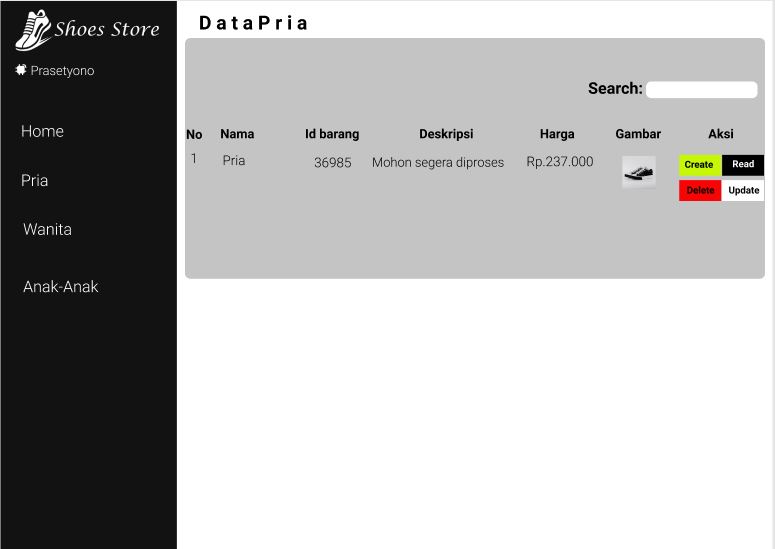 Shoes Store
Prasetyono
Home
Pria
Wanita
Anak-Anak
DataPria
Search:
No Nama Id barang Deskripsi Harga Gambar Aksi
1 Pria 36985 Mohon segera diproses Rp.237.000 Create Read
Delete Update